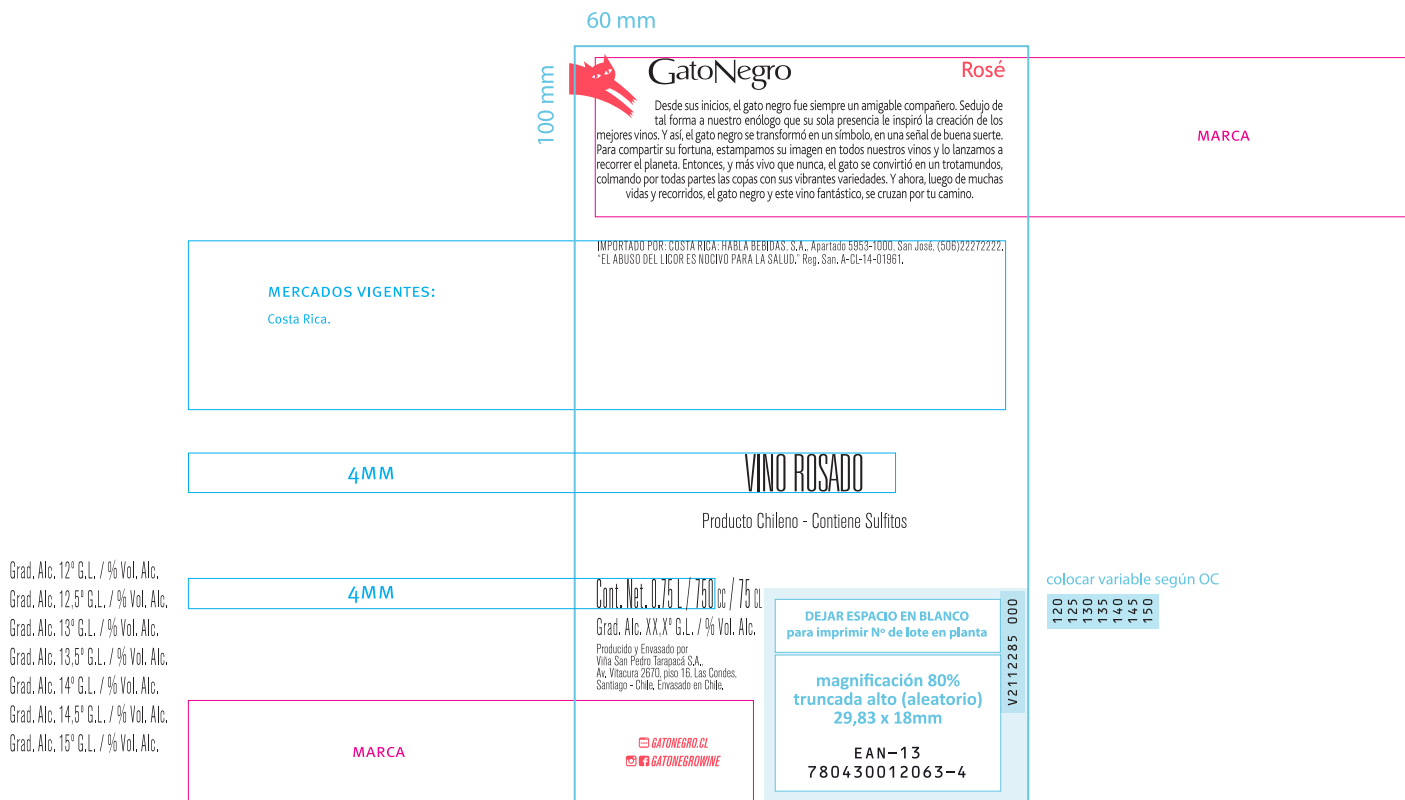 60 mm
100 mm
GatoNegro
Rosé
Desde sus inicios, el gato negro fue siempre un amigable compañero. Sedujo de
tal forma a nuestro enólogo que su sola presencia le inspiró la creación de los
mejores vinos. Y así, el gato negro se transformó en un símbolo, en una señal de buena suerte.
Para compartir su fortuna, estampamos su imagen en todos nuestros vinos y lo lanzamos a
recorrer el planeta. Entonces, y más vivo que nunca, el gato se convirtió en un trotamundos,
colmando por todas partes las copas con sus vibrantes variedades. Y ahora, luego de muchas
vidas y recorridos, el gato negro y este vino fantástico, se cruzan por tu camino.
MARCA
IMPORTADO POR: COSTA RICA: HABLA BEBIDAS, S.A., Apartado 5953-1000, San José, (506)22272222.
"EL ABUSO DEL LICOR ES NOCIVO PARA LA SALUD." Reg. San. A-CL-14-01961.
MERCADOS VIGENTES:
Costa Rica.
4MM
VINO ROSADO
Producto Chileno - Contiene Sulfitos
Grad. Alc. 12º G.L. / % Vol. Alc.
Grad. Alc. 12,5º G.L. / % Vol. Alc.
Grad. Alc. 13º G.L. / % Vol. Alc.
Grad. Alc. 13,5º G.L. / % Vol. Alc.
Grad. Alc. 14º G.L. / % Vol. Alc.
Grad. Alc. 14,5º G.L. / % Vol. Alc.
Grad. Alc. 15º G.L. / % Vol. Alc.
4MM
Cont. Net. 0.75 L / 750 CC / 75 CL
Grad. Alc. XX,Xº G.L. / % Vol. Alc.
Producido y Envasado por
Viña San Pedro Tarapacá S.A.,
Av. Vitacura 2670, piso 16, Las Condes,
Santiago - Chile. Envasado en Chile.
DEJAR ESPACIO EN BLANCO
para imprimir Nº de lote en planta
V2112285 000
colocar variable según OC
120
125
130
135
140
145
150
magnificación 80%
truncada alto (aleatorio)
29,83 x 18mm
EAN-13
780430012063-4
MARCA
GATONEGRO.CL
GATONEGROWINE